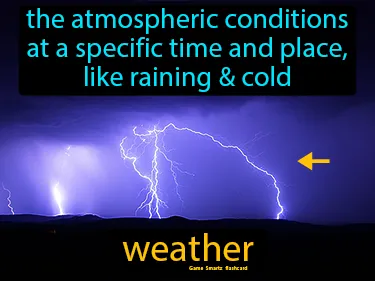 the atmospheric conditions
at a specific time and place,
like raining & cold
weather
Game Smartz flashcard